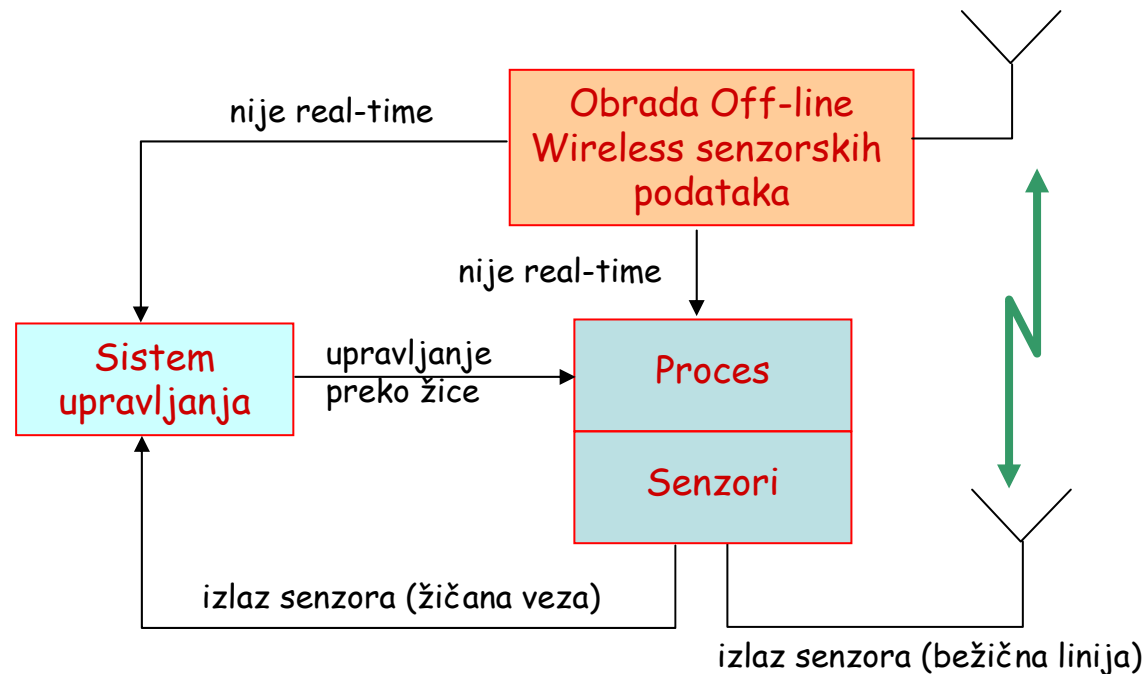 nije real-time
Obrada Off-line
Wireless senzorskih
podataka
nije real-time
Sistem
upravljanja
upravljanje
preko žice
Proces
Senzori
izlaz senzora (žičana veza)
izlaz senzora (bežična linija)